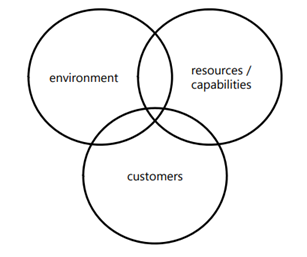 environment
resources /
capabilities
customers